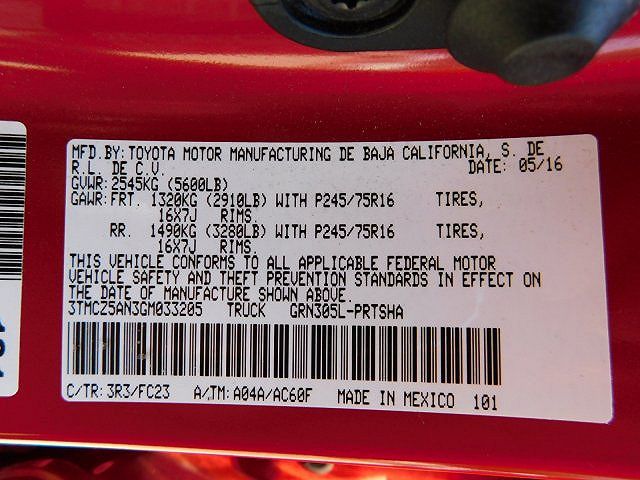 MFD.BY:TOYOTA MOTOR MANUFACTURING DE BAJA CALIFORNIA, S. DE
R.L. DE C.V. DATE: 05/16
GVWR:2545KG (5600LB)
GAWR:FRT. 1320KG (2910LB) WITH P245/75R16 TIRES,
16X7J RIMS.
RR. 1490KG (3280LB) WITH P245/75R16 TIRES,
16X7J RIMS.
THIS VEHICLE CONFORMS TO ALL APPLICABLE FEDERAL MOTOR
VEHICLE SAFETY AND THEFT PREVENTION STANDARDS IN EFFECT ON
THE DATE OF MANUFACTURE SHOWN ABOVE.
3TMCZ5AN3GM033205 TRUCK GRN305L-PRTSHA
C/TR: 3R3/FC23 A/TM: A04A/AC60F MADE IN MEXICO 101